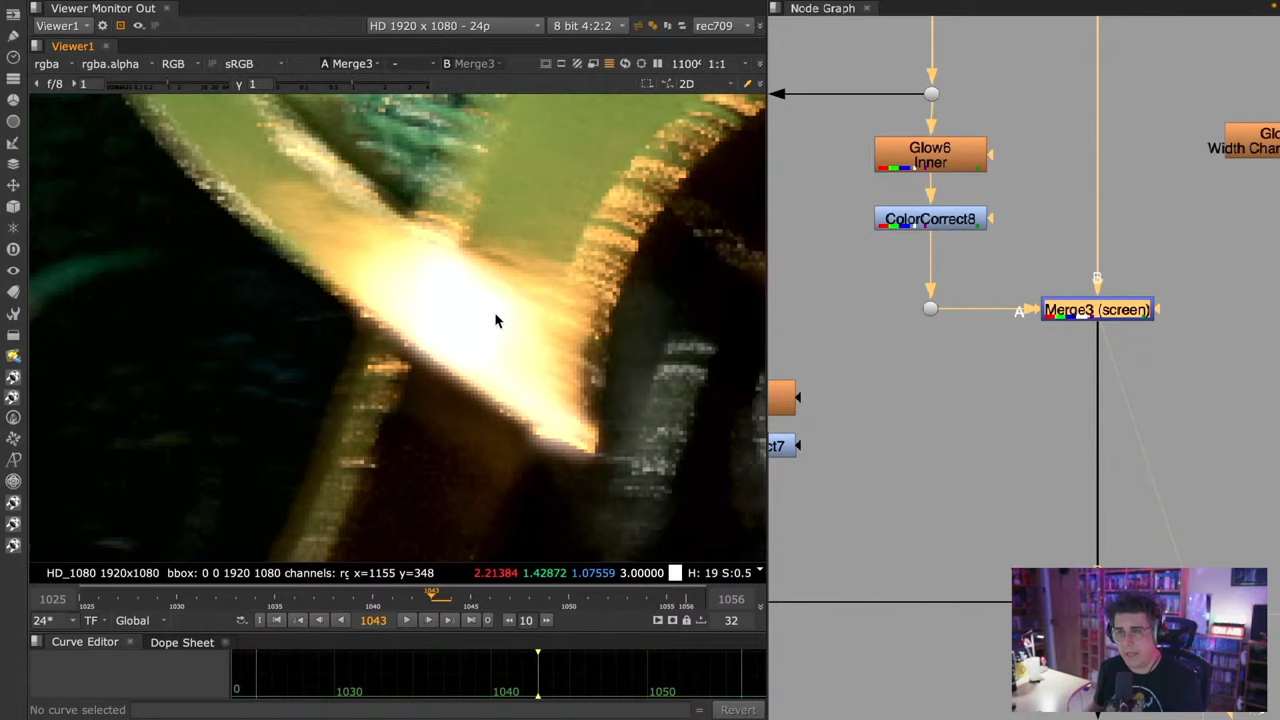 Viewer Monitor Out
Node Graph
Viewer1
HD 1920 x 1080 - 24p
8 bit 4:2:2
rec709
Viewer1
rgba
rgba.alpha
RGB
IP
sRGB
A Merge3
-
B Merge3
1100
1:1
f/8
1
γ 1
2D
Glow6
Inner
ColorCorrect8
B
A
Merge3 (screen)
Width Char
ct7
HD_1080 1920x1080 bbox: 0 0 1920 1080 channels: rg x=1155 y=348
2.21384 1.42872 1.07559 3.00000 H: 19 S:0.5
1025
1025 1030 1035 1040 1043 1045 1050 1055 1056
1056
24*
TF
Global
1043
10
32
Curve Editor
Dope Sheet
0
1030
1040
1050
No curve selected
=
Revert